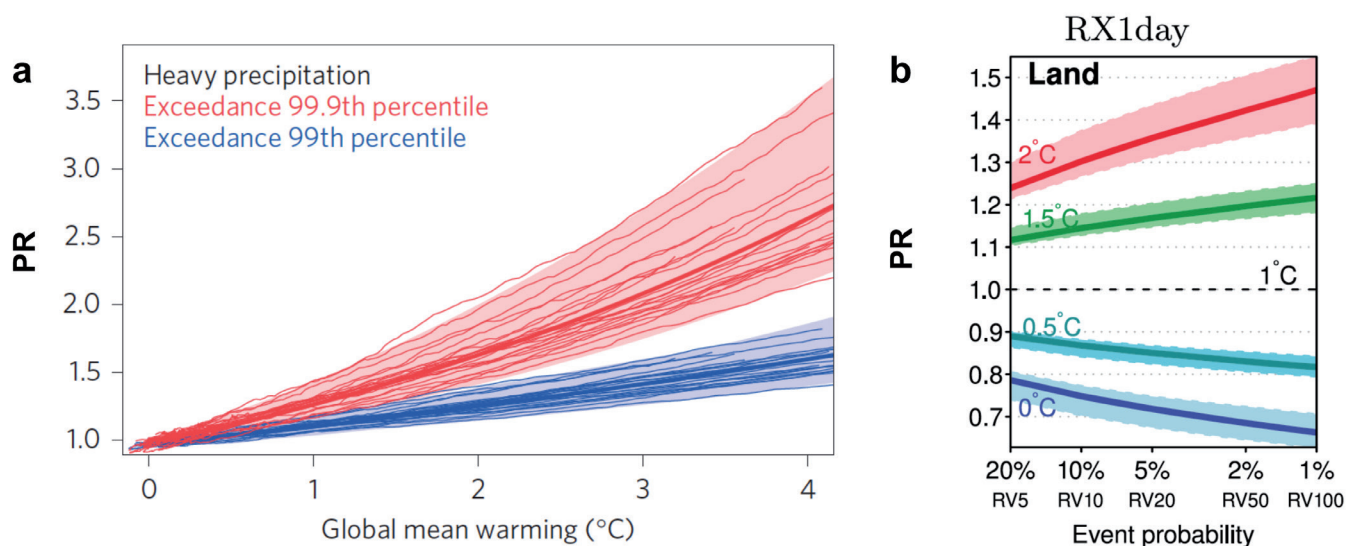 a
Heavy precipitation
Exceedance 99.9th percentile
Exceedance 99th percentile
PR
3.5
3.0
2.5
2.0
1.5
1.0
0 1 2 3 4
Global mean warming (°C)
RX1day
b
Land
PR
1.5
1.4
1.3
1.2
1.1
1.0
0.9
0.8
0.7
2°C
1.5°C
1°C
0.5°C
0°C
20% 10% 5% 2% 1%
RV5 RV10 RV20 RV50 RV100
Event probability